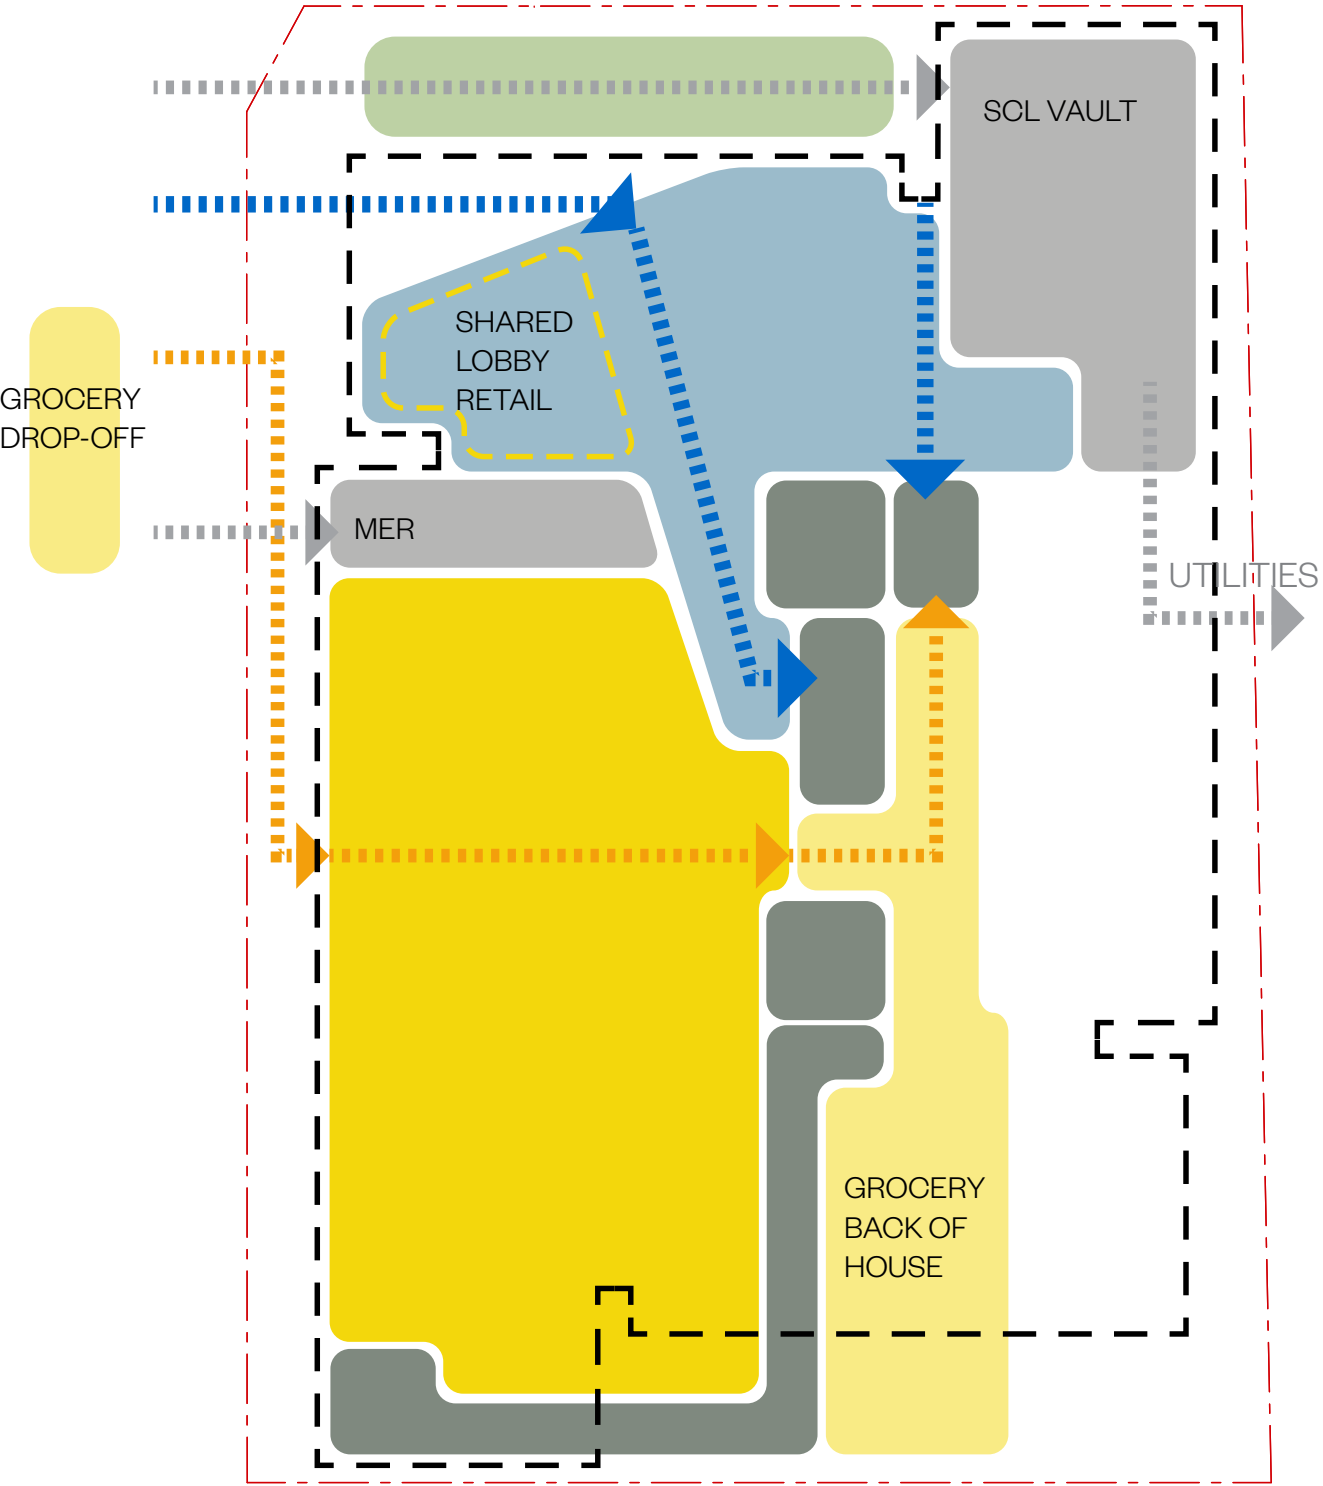 SCL VAULT
SHARED
LOBBY
RETAIL
GROCERY
DROP-OFF
MER
UTILITIES
GROCERY
BACK OF
HOUSE